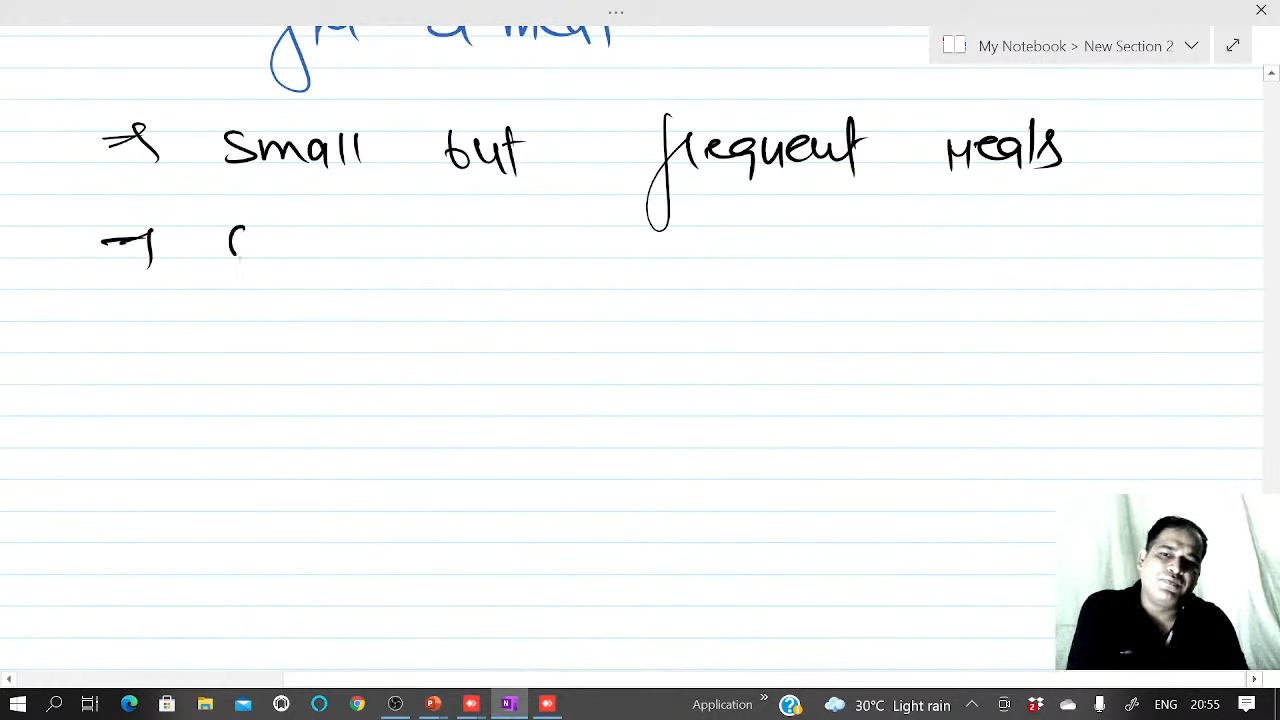 My Notebook > New Section 2
⇒ small but frequent meals
→
Application
30°C Light rain
ENG
20:55